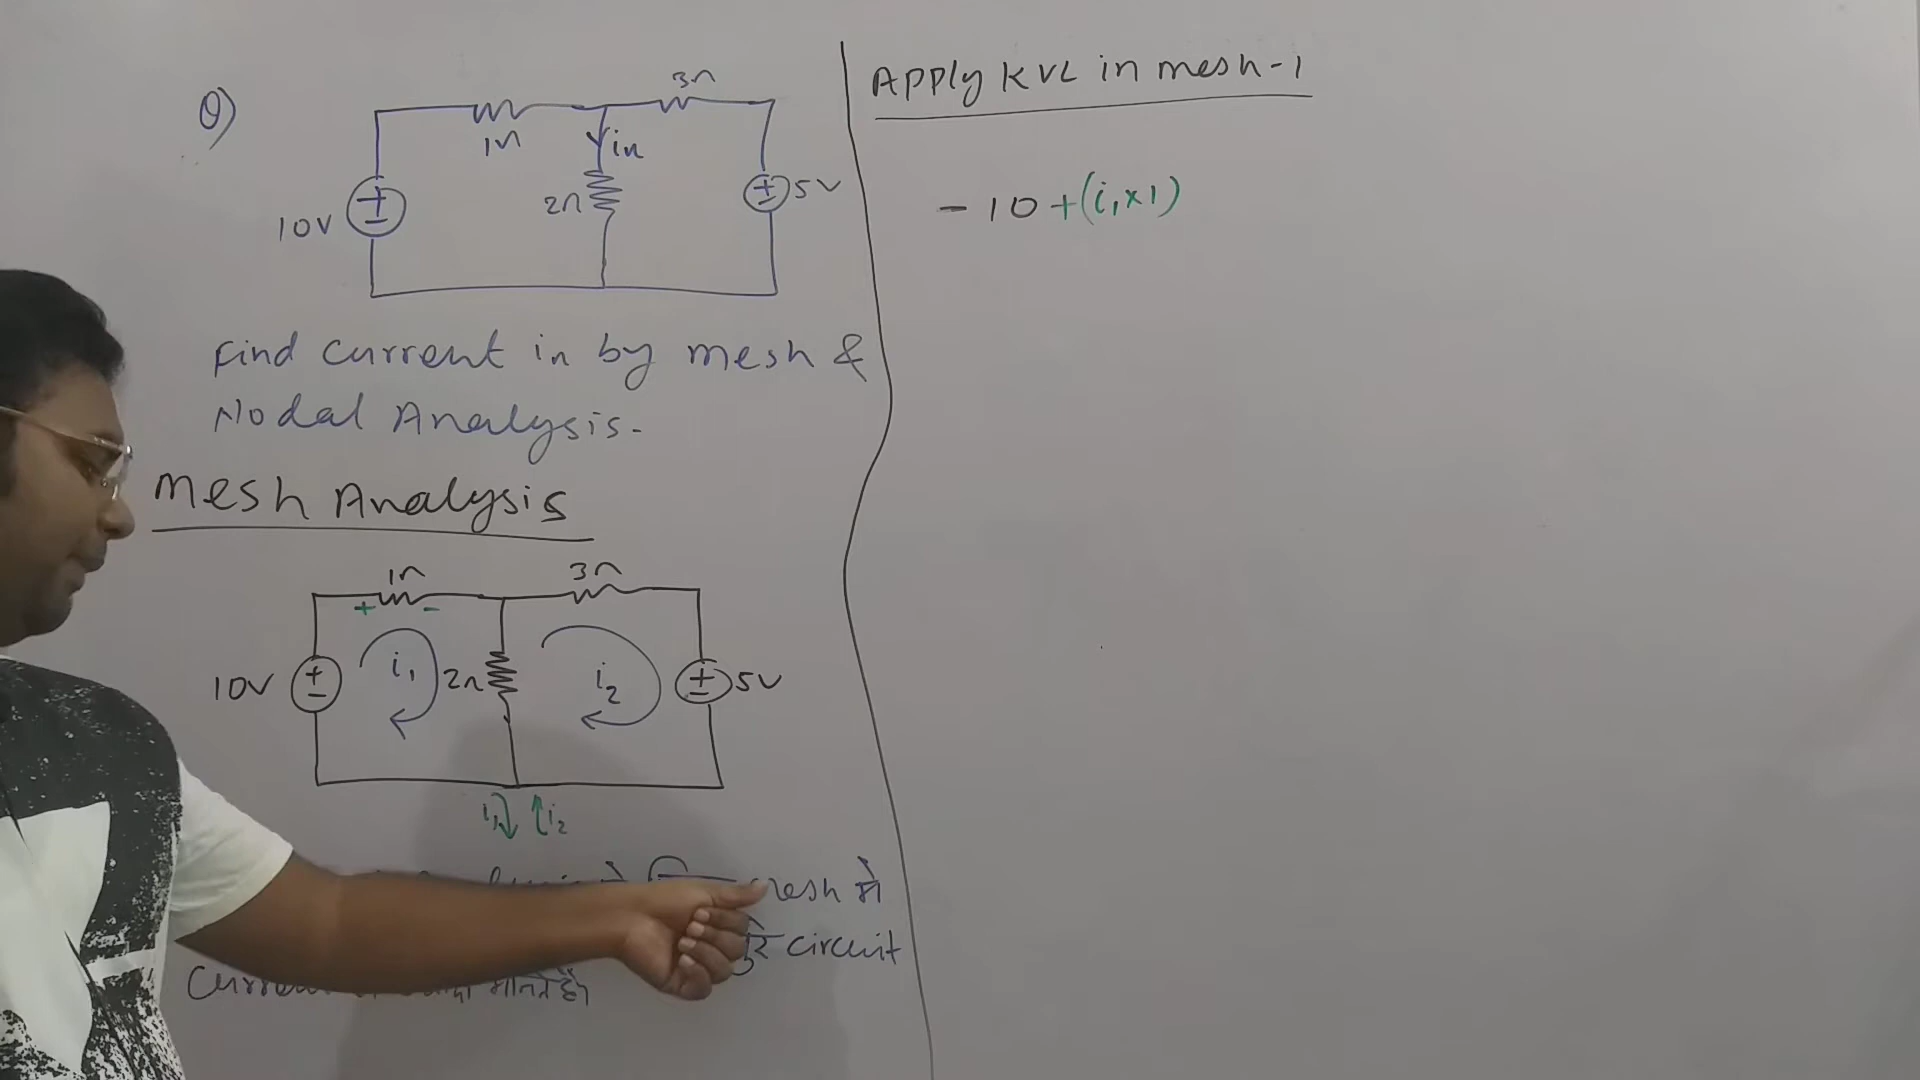 Q)
3Ω
1Ω
in
2Ω
10V
5V
Find current in by mesh &
Nodal Analysis.
Mesh Analysis
1Ω
3Ω
+ -
10V
i₁
2Ω
i₂
5V
i₁ i₂
mesh में
circuit
मानते हैं
Apply KVL in mesh-1
-10+(i₁×1)